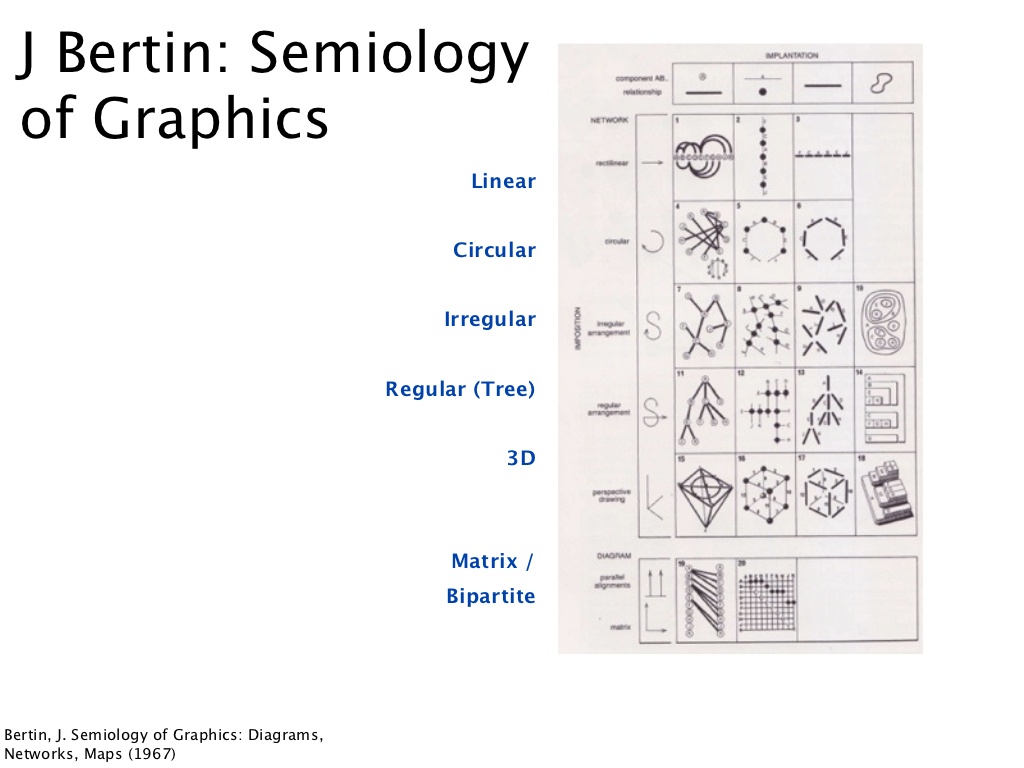 J Bertin: Semiology
of Graphics
Linear
Circular
Irregular
Regular (Tree)
3D
Matrix /
Bipartite
IMPLANTATION
component AB..
relationship
NETWORK
1 2 3
rectilinear
4 5 6
circular
7 8 9 10
IMPOSITION
irregular
arrangement
11 12 13 14
regular
arrangement
15 16 17 18
perspective
drawing
DIAGRAM
19 20
parallel
alignments
matrix
Bertin, J. Semiology of Graphics: Diagrams,
Networks, Maps (1967)